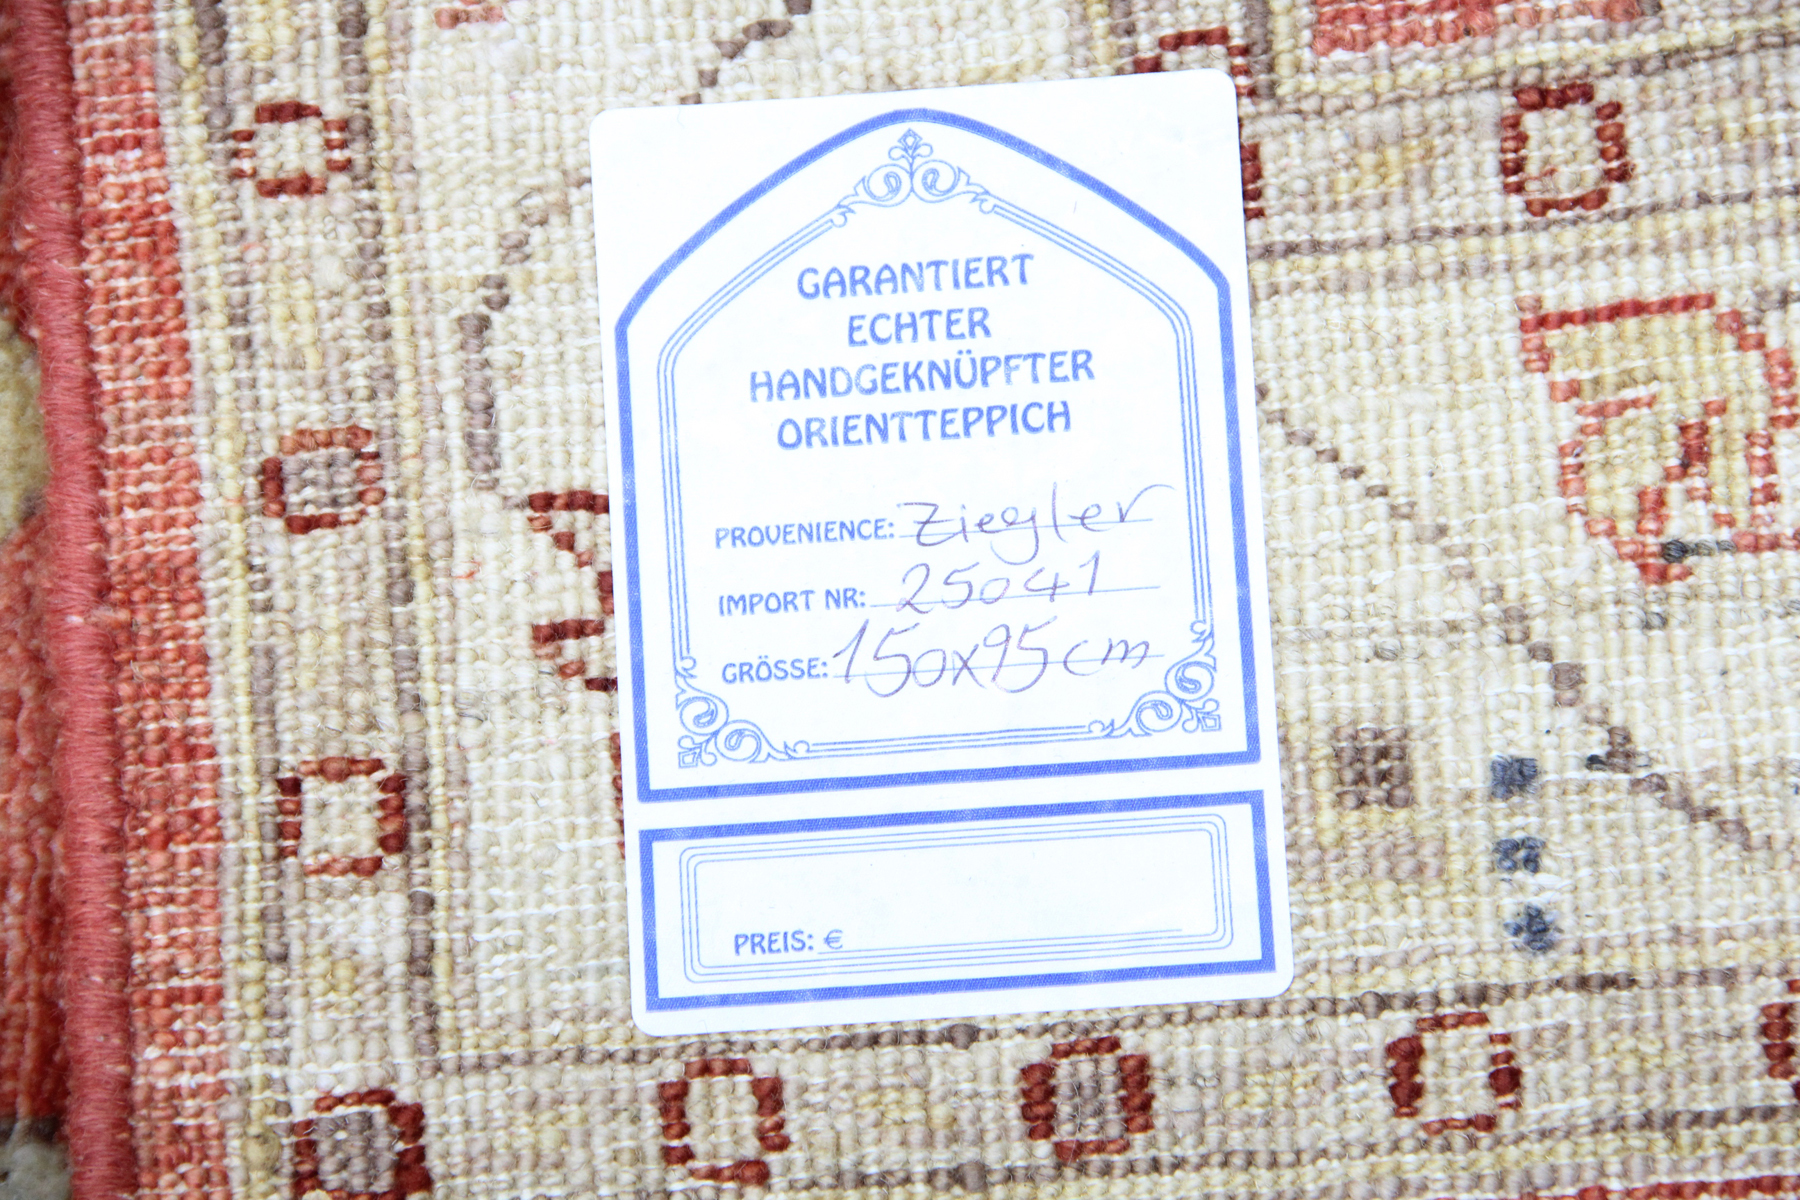 GARANTIERT
ECHTER
HANDGEKNÜPFTER
ORIENTTEPPICH
PROVENIENCE: Ziegler
IMPORT NR: 25041
GRÖSSE: 150x95cm
PREIS: €